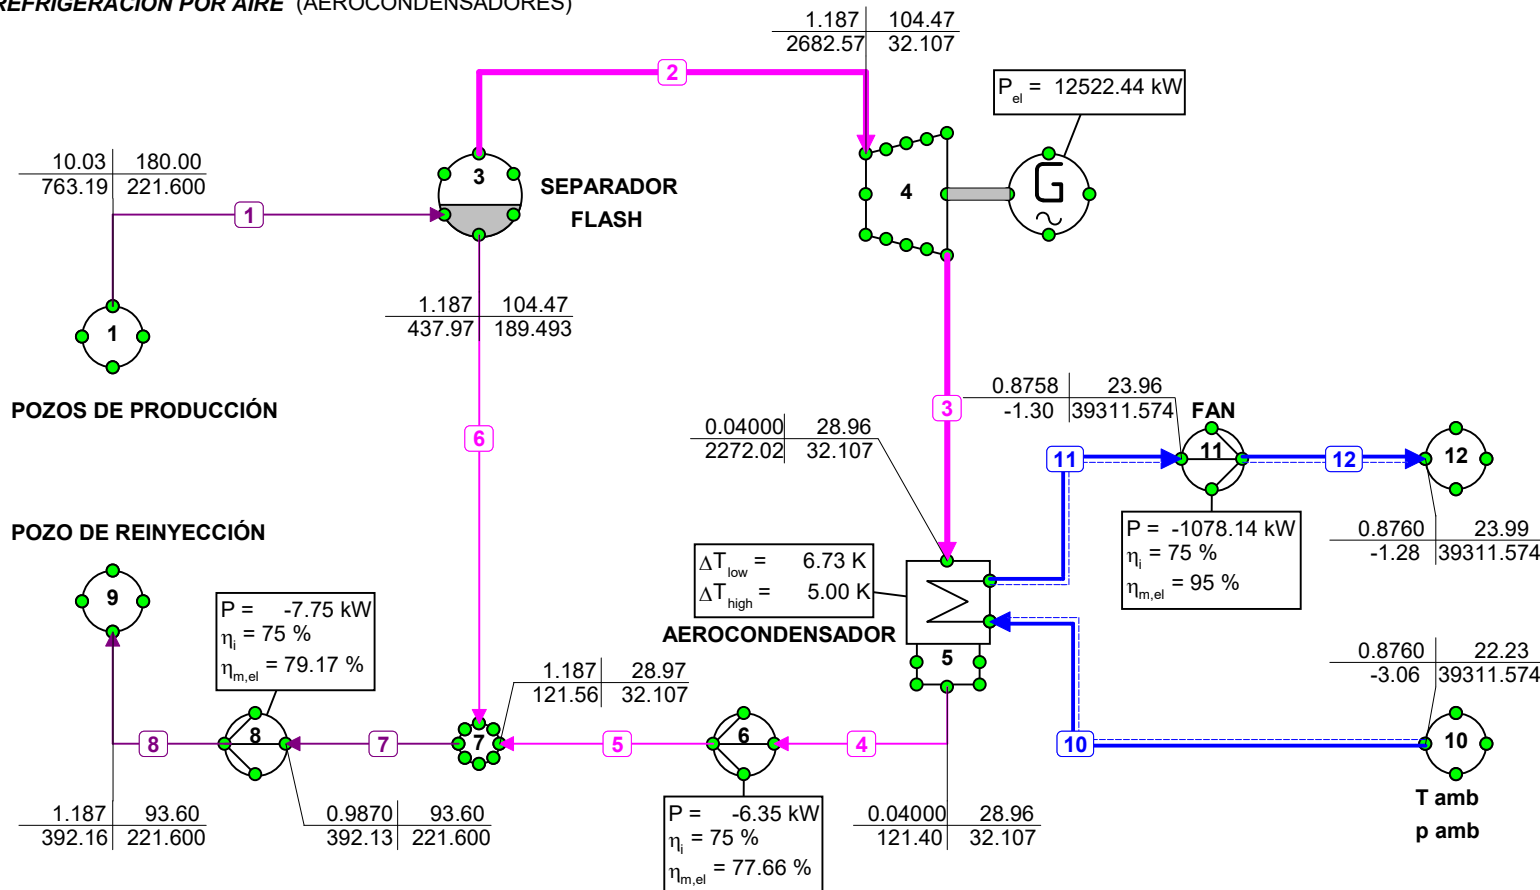 REFRIGERACIÓN POR AIRE (AEROCONDENSADORES)
1.187 104.47
2682.57 32.107
2
P el = 12522.44 kW
10.03 180.00
763.19 221.600
3
SEPARADOR
FLASH
4
G
1
1.187 104.47
437.97 189.493
1
POZOS DE PRODUCCIÓN
0.8758 23.96
-1.30 39311.574
FAN
3
0.04000 28.96
2272.02 32.107
6
11
11
12
12
POZO DE REINYECCIÓN
P = -1078.14 kW
ηi = 75 %
ηm,el = 95 %
0.8760 23.99
-1.28 39311.574
ΔTlow = 6.73 K
ΔThigh = 5.00 K
9
P = -7.75 kW
ηi = 75 %
ηm,el = 79.17 %
AEROCONDENSADOR
5
0.8760 22.23
-3.06 39311.574
1.187 28.97
121.56 32.107
8
8
7
7
5
6
4
10
10
T amb
p amb
1.187 93.60
392.16 221.600
0.9870 93.60
392.13 221.600
P = -6.35 kW
ηi = 75 %
ηm,el = 77.66 %
0.04000 28.96
121.40 32.107